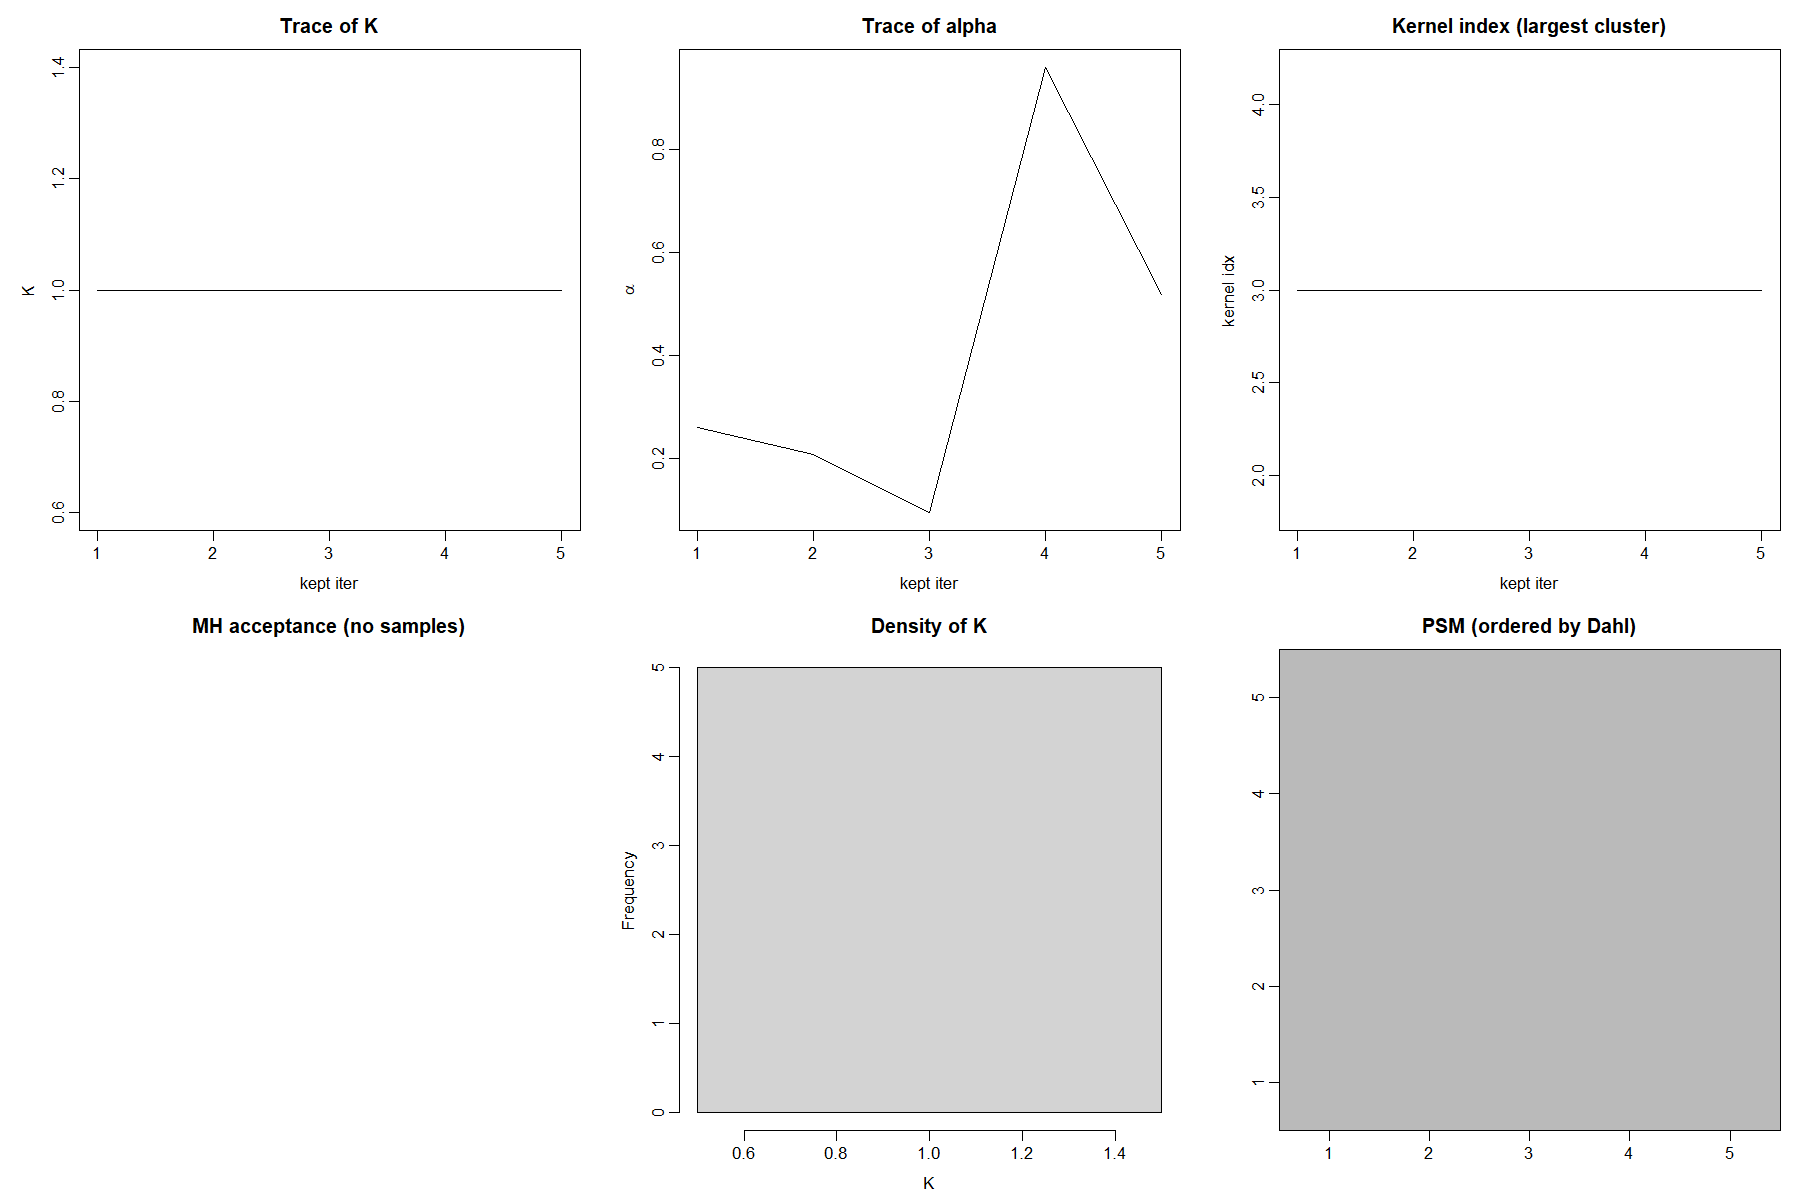 Trace of K
1.4
1.2
1.0
0.8
0.6
K
1 2 3 4 5
kept iter
Trace of alpha
0.8
0.6
0.4
0.2
α
1 2 3 4 5
kept iter
Kernel index (largest cluster)
4.0
3.5
3.0
2.5
2.0
kernel idx
1 2 3 4 5
kept iter
MH acceptance (no samples)
Density of K
5
4
3
2
1
0
Frequency
0.6 0.8 1.0 1.2 1.4
K
PSM (ordered by Dahl)
5
4
3
2
1
1 2 3 4 5